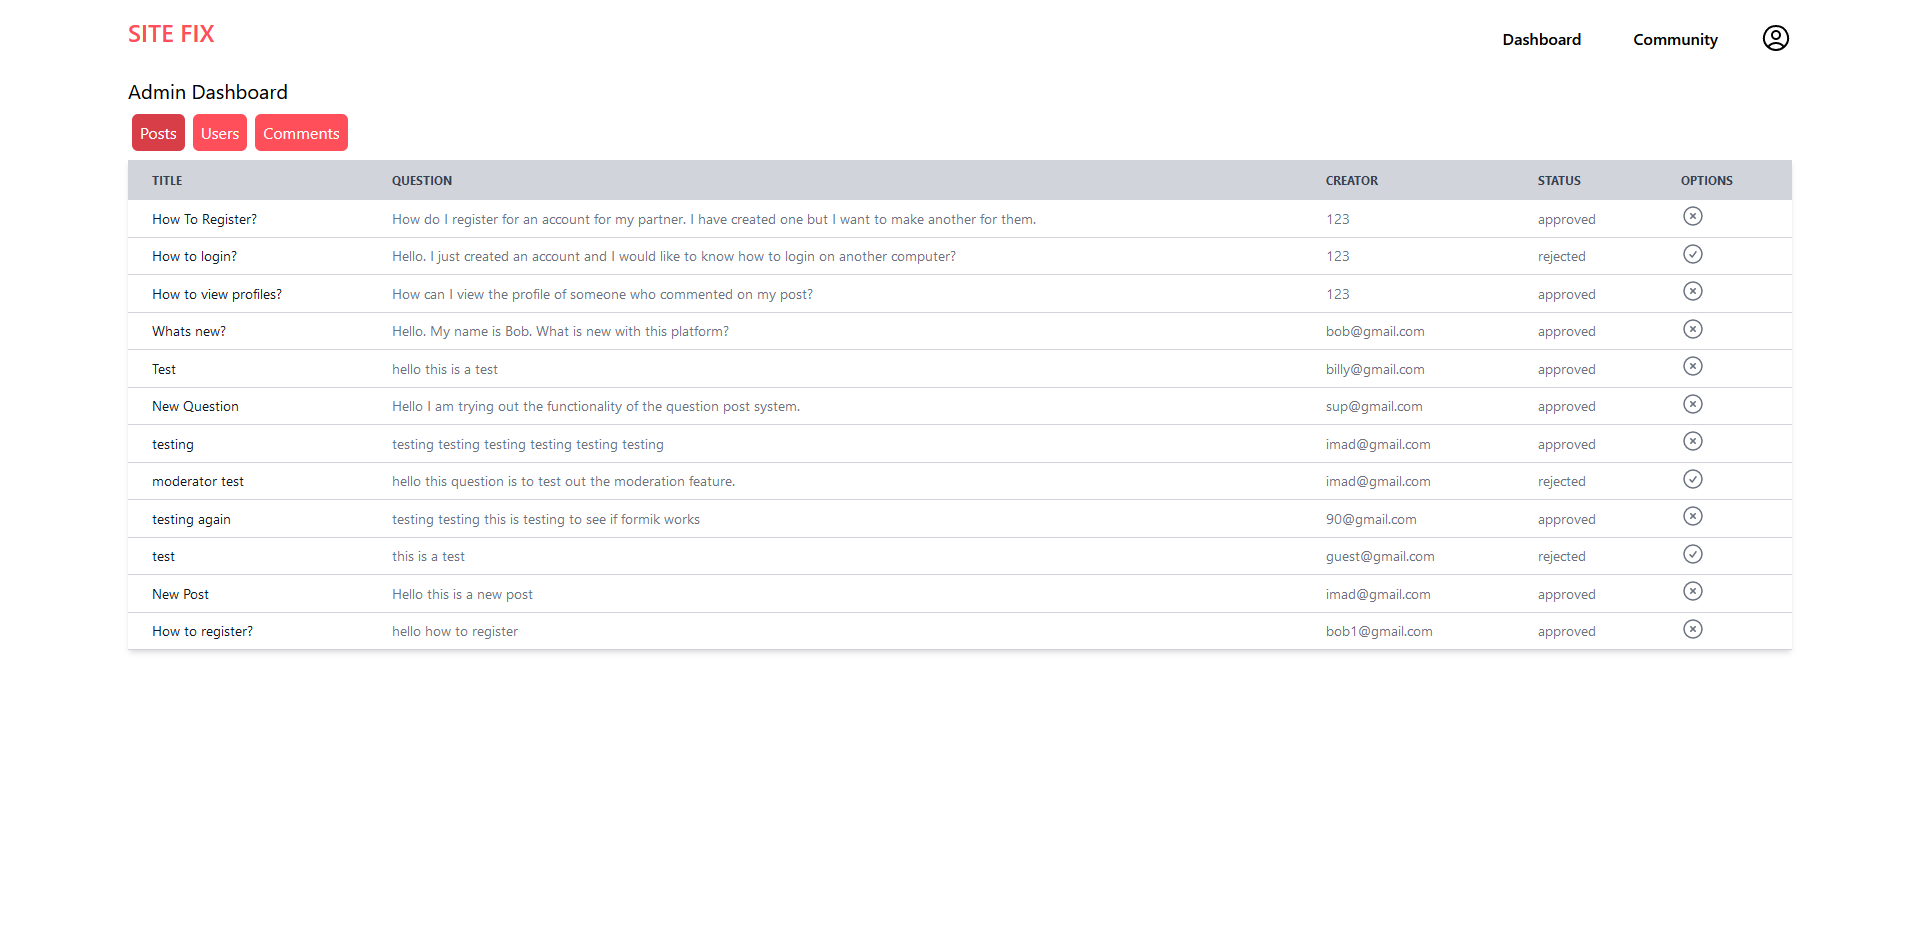 SITE FIX
Dashboard Community
Admin Dashboard
Posts Users Comments
TITLE QUESTION CREATOR STATUS OPTIONS
How To Register? How do I register for an account for my partner. I have created one but I want to make another for them. 123 approved
How to login? Hello. I just created an account and I would like to know how to login on another computer? 123 rejected
How to view profiles? How can I view the profile of someone who commented on my post? 123 approved
Whats new? Hello. My name is Bob. What is new with this platform? bob@gmail.com approved
Test hello this is a test billy@gmail.com approved
New Question Hello I am trying out the functionality of the question post system. sup@gmail.com approved
testing testing testing testing testing testing testing imad@gmail.com approved
moderator test hello this question is to test out the moderation feature. imad@gmail.com rejected
testing again testing testing this is testing to see if formik works 90@gmail.com approved
test this is a test guest@gmail.com rejected
New Post Hello this is a new post imad@gmail.com approved
How to register? hello how to register bob1@gmail.com approved